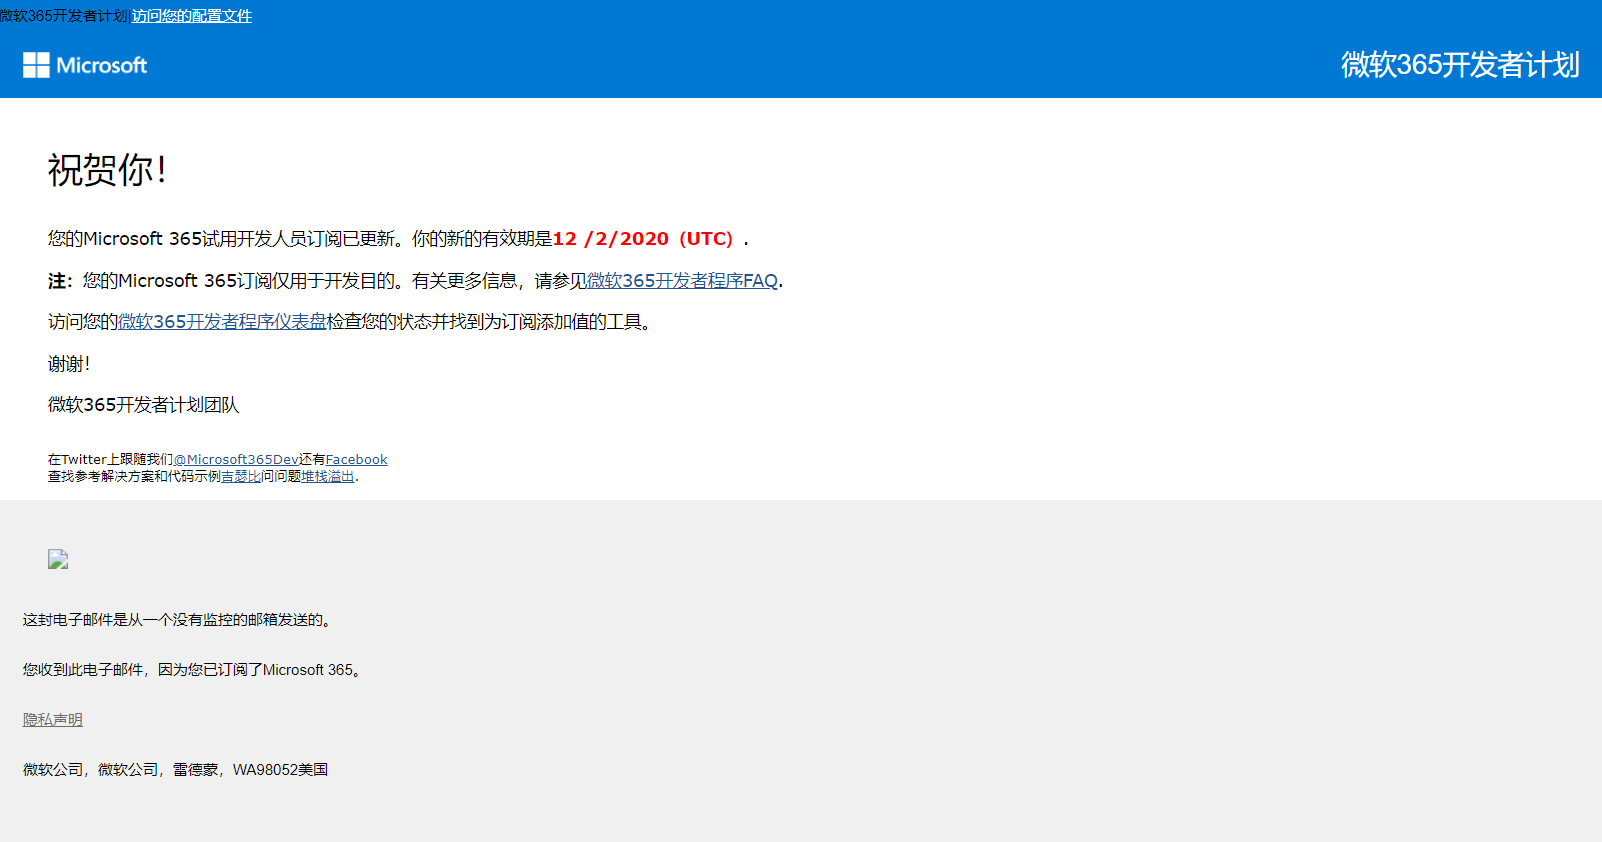 微软365开发者计划|访问您的配置文件
Microsoft
微软365开发者计划
祝贺你！
您的Microsoft 365试用开发人员订阅已更新。你的新的有效期是12 /2/2020（UTC）.
注：您的Microsoft 365订阅仅用于开发目的。有关更多信息，请参见微软365开发者程序FAQ.
访问您的微软365开发者程序仪表盘检查您的状态并找到为订阅添加值的工具。
谢谢！
微软365开发者计划团队
在Twitter上跟随我们@Microsoft365Dev还有Facebook
查找参考解决方案和代码示例吉瑟比问问题堆栈溢出.
这封电子邮件是从一个没有监控的邮箱发送的。
您收到此电子邮件，因为您已订阅了Microsoft 365。
隐私声明
微软公司，微软公司，雷德蒙，WA98052美国